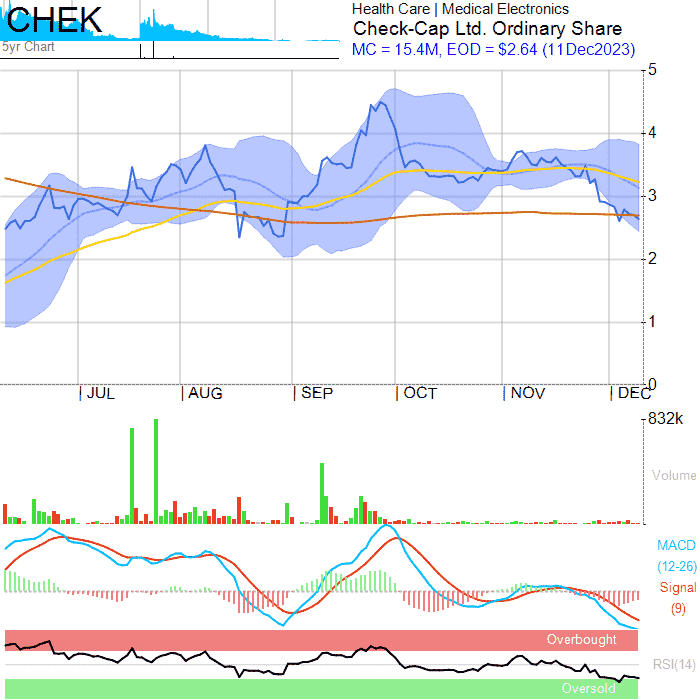 CHEK
5yr Chart
Health Care | Medical Electronics
Check-Cap Ltd. Ordinary Share
MC = 15.4M, EOD = $2.64 (11Dec2023)
5
4
3
2
1
0
| JUL | AUG | SEP | OCT | NOV | DEC
832k
Volume
MACD
(12-26)
Signal
(9)
Overbought
RSI(14)
Oversold